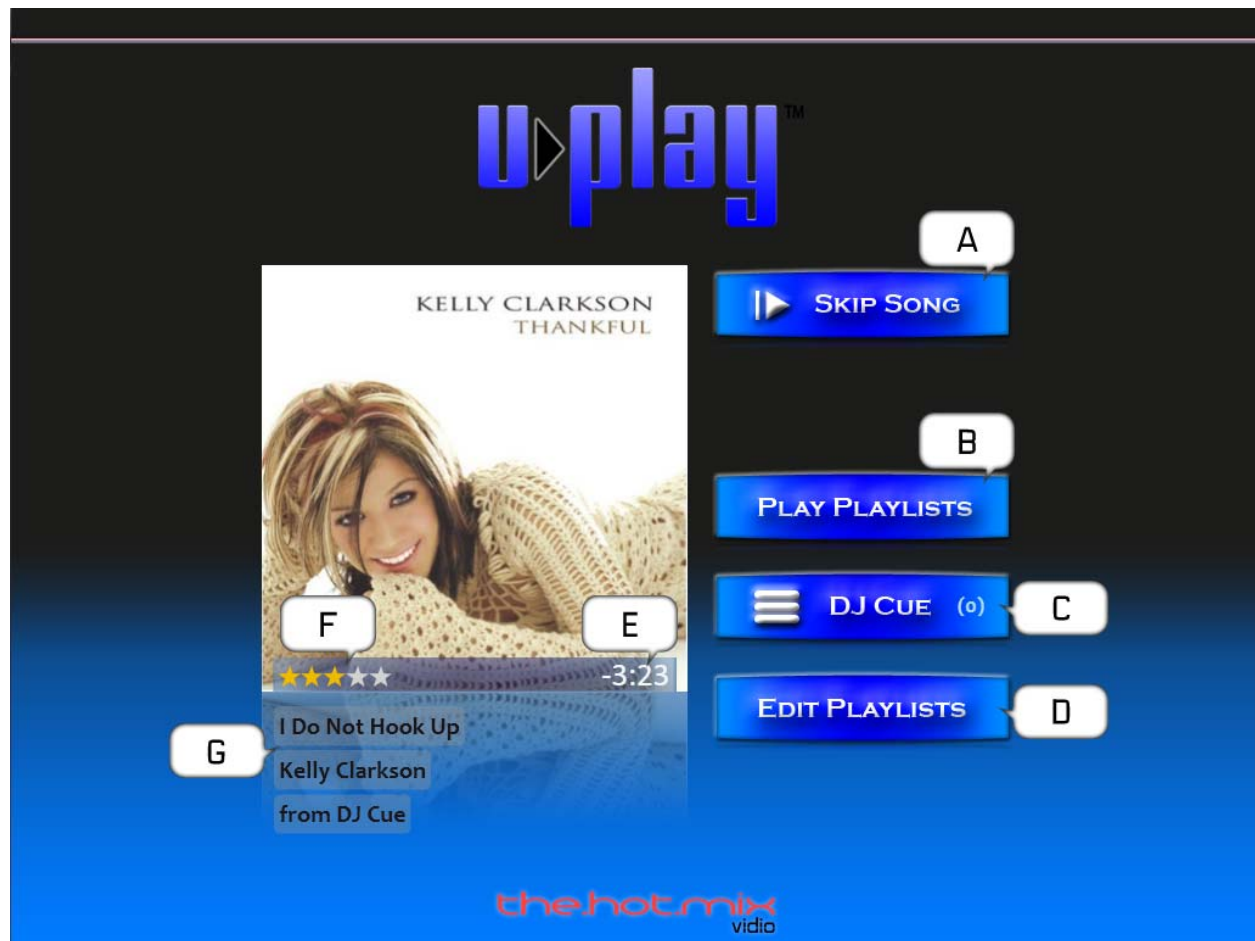 u play™
A
KELLY CLARKSON
THANKFUL
SKIP SONG
B
PLAY PLAYLISTS
F
E
DJ CUE (0)
C
-3:23
EDIT PLAYLISTS
D
G
I Do Not Hook Up
Kelly Clarkson
from DJ Cue
the.hot.mix
vidio